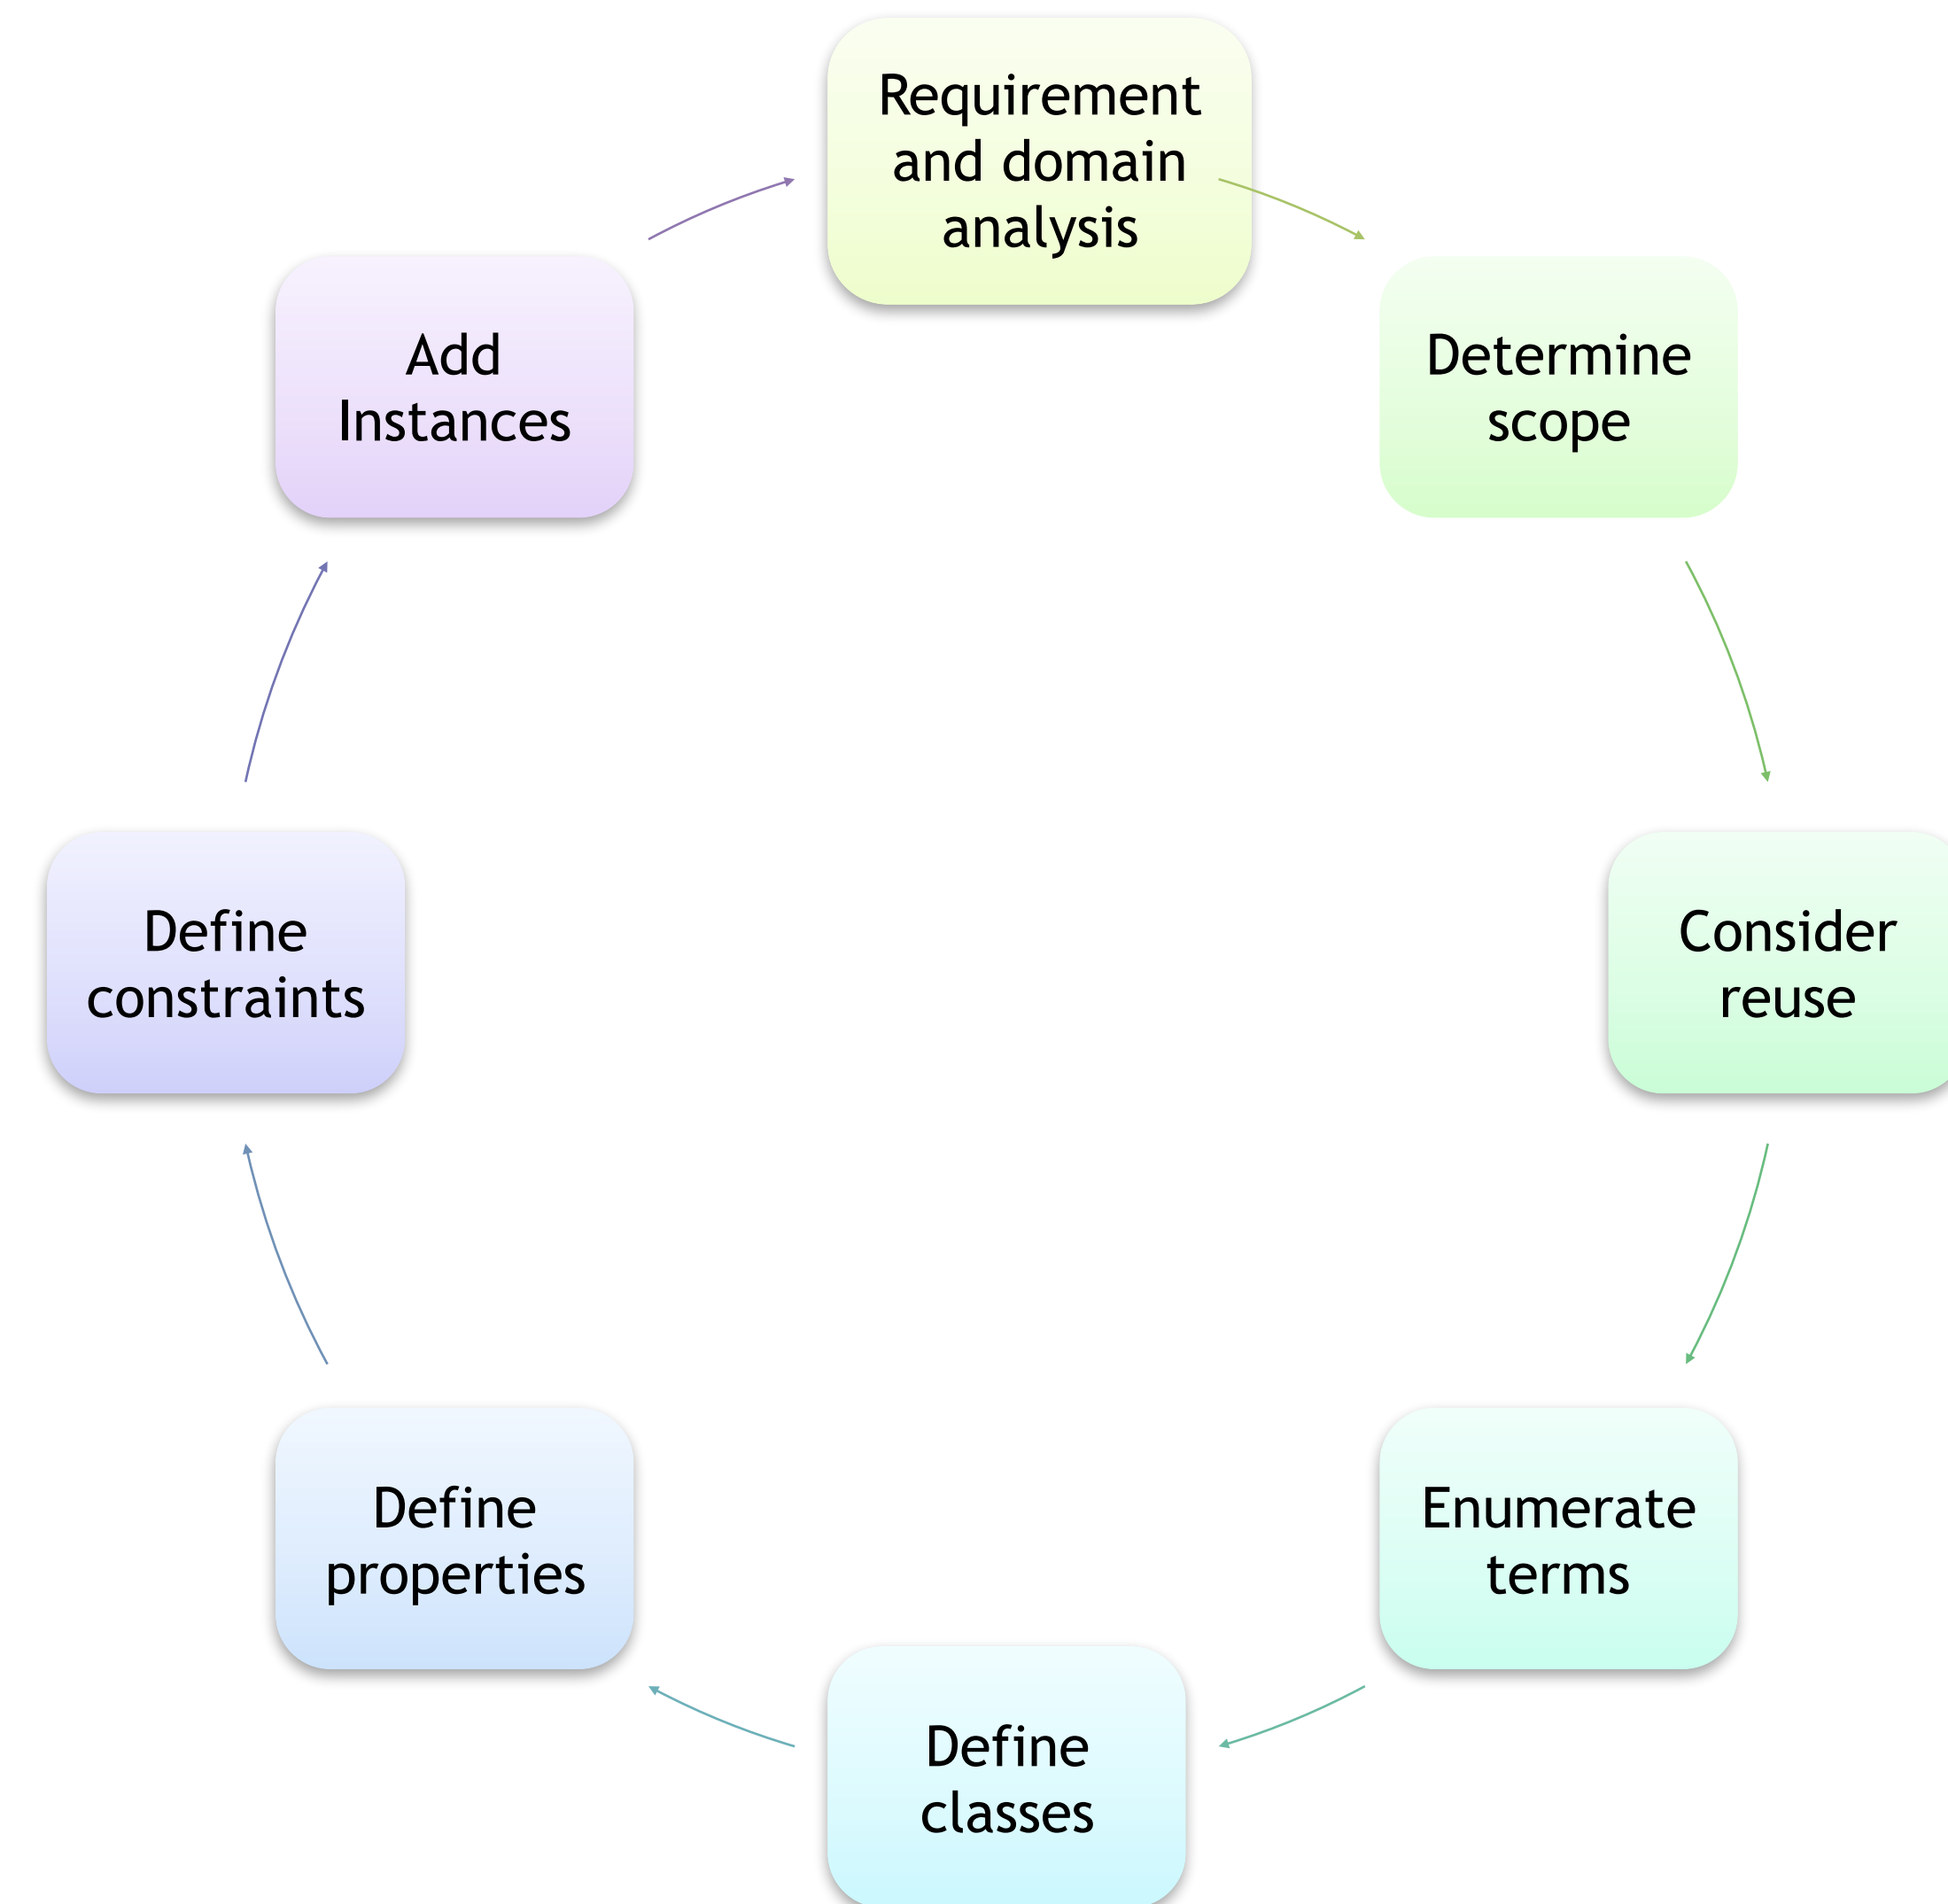 Requirement
and domain
analysis
Determine
scope
Consider
reuse
Enumerate
terms
Define
classes
Define
properties
Define
constraints
Add
Instances